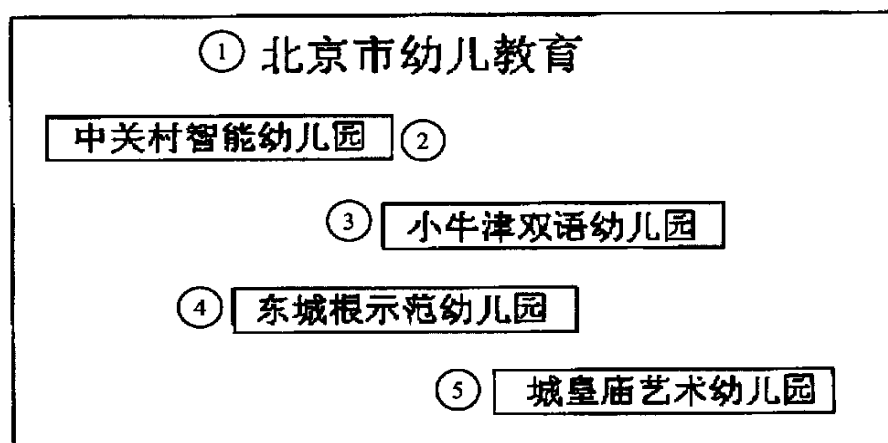 ① 北京市幼儿教育
中关村智能幼儿园 ②
③ 小牛津双语幼儿园
④ 东城根示范幼儿园
⑤ 城皇庙艺术幼儿园